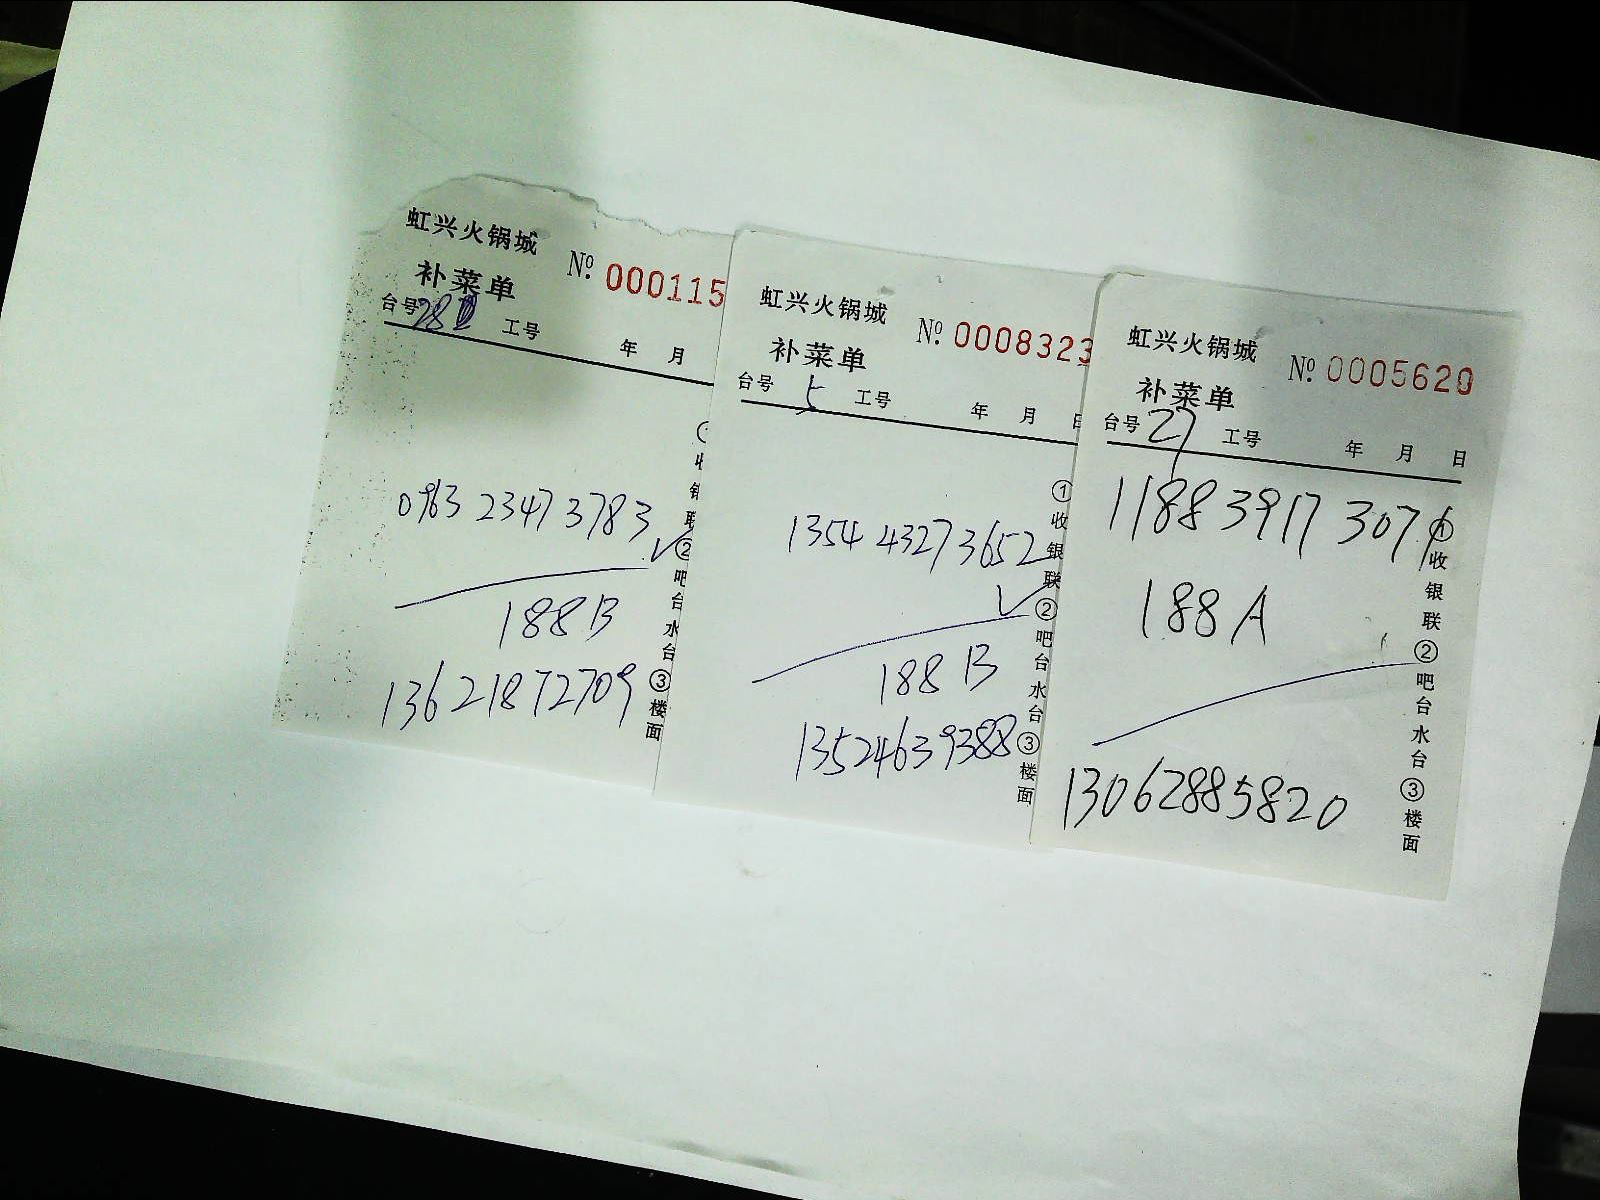 虹兴火锅城
补菜单
№ 000115
台号 28 工号 年 月
0963 2347 3783
188B
13621872709
收银联 ②吧台水台 ③楼面
虹兴火锅城
补菜单
№ 0008323
台号 5 工号 年 月 日
1354 4327 3652
188 B
13524639388
①收银联 ②吧台水台 ③楼面
虹兴火锅城
补菜单
№ 0005620
台号 27 工号 年 月 日
1188 3917 3076
188 A
13062885820
①收银联 ②吧台水台 ③楼面